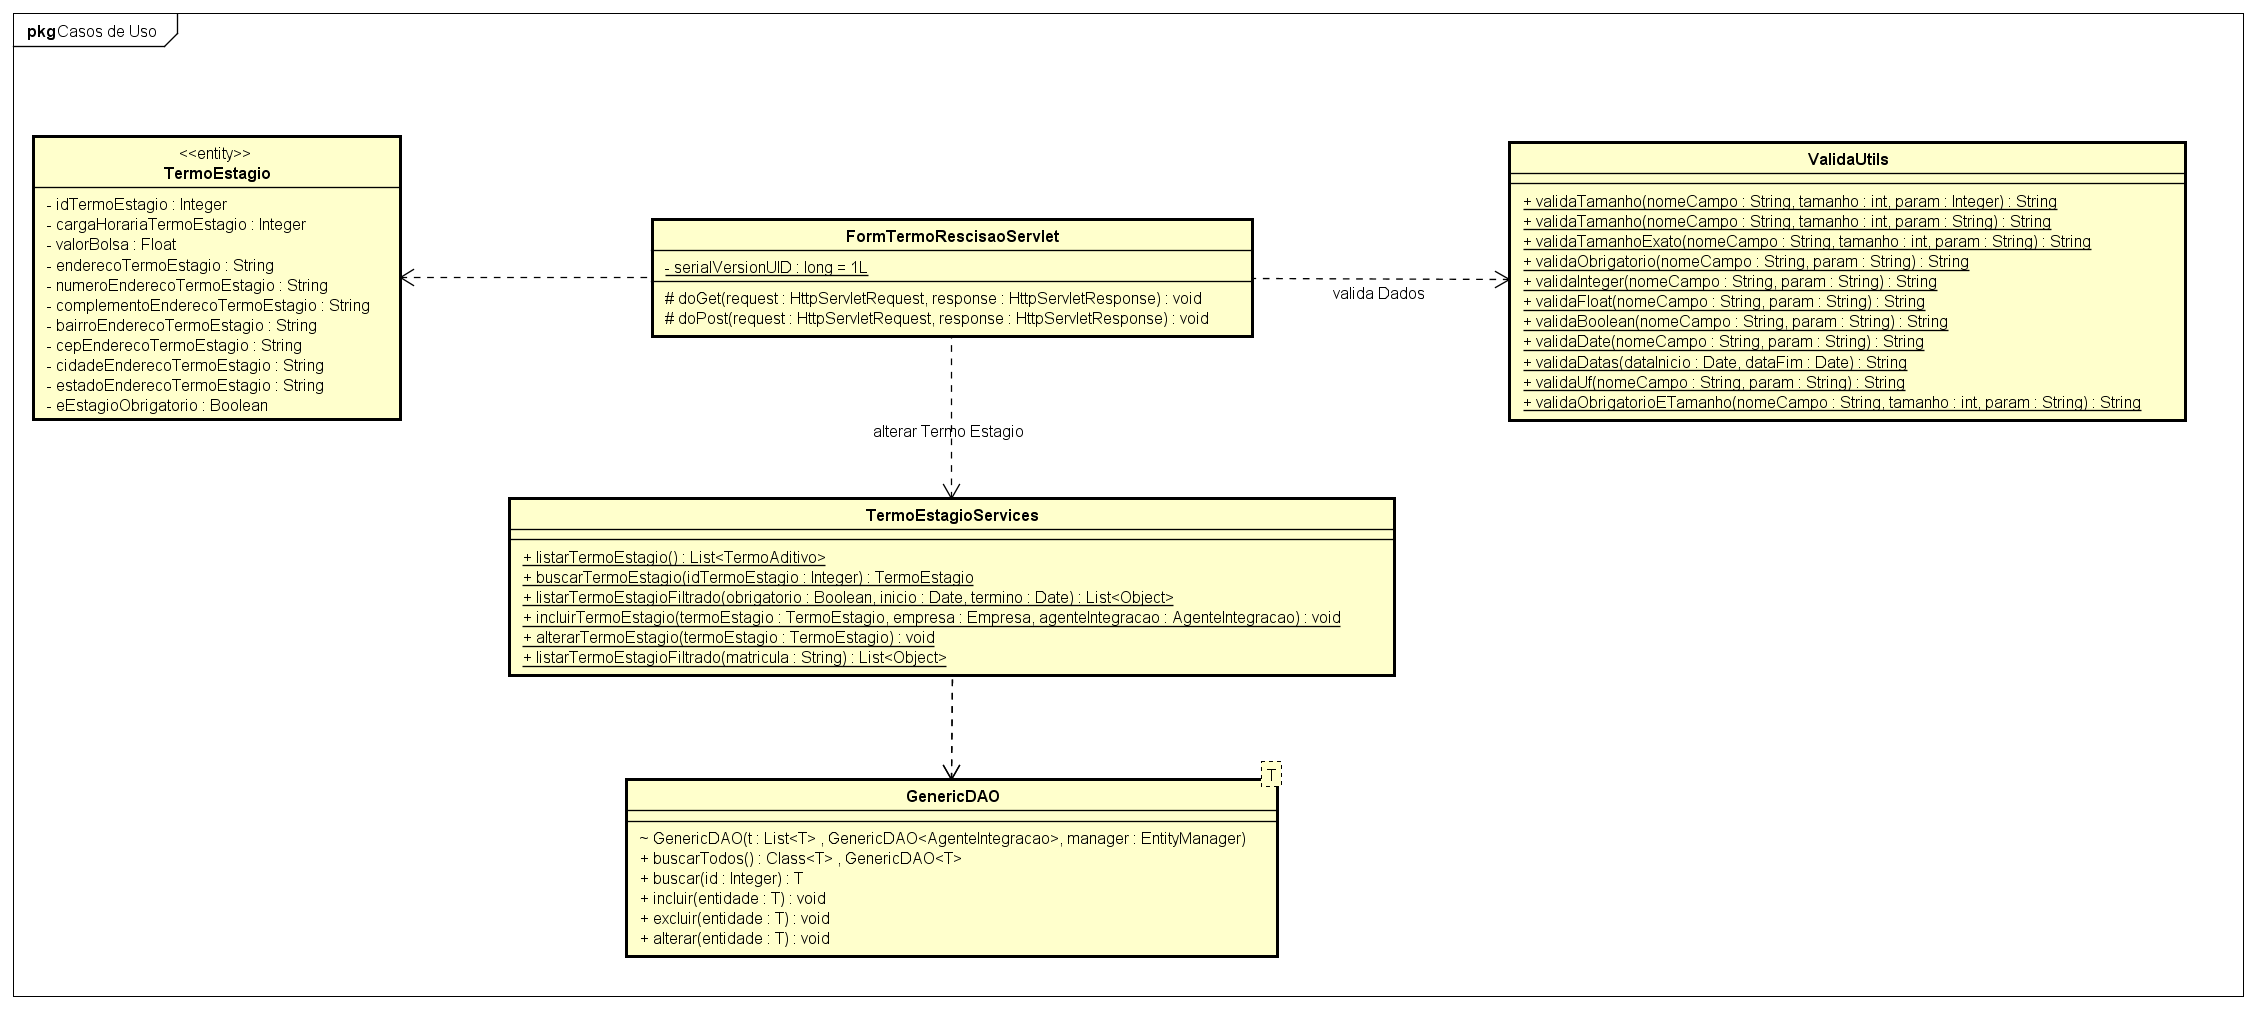 pkg Casos de Uso
<<entity>>
TermoEstagio
- idTermoEstagio : Integer
- cargaHorariaTermoEstagio : Integer
- valorBolsa : Float
- enderecoTermoEstagio : String
- numeroEnderecoTermoEstagio : String
- complementoEnderecoTermoEstagio : String
- bairroEnderecoTermoEstagio : String
- cepEnderecoTermoEstagio : String
- cidadeEnderecoTermoEstagio : String
- estadoEnderecoTermoEstagio : String
- eEstagioObrigatorio : Boolean
FormTermoRescisaoServlet
- serialVersionUID : long = 1L
# doGet(request : HttpServletRequest, response : HttpServletResponse) : void
# doPost(request : HttpServletRequest, response : HttpServletResponse) : void
valida Dados
ValidaUtils
+ validaTamanho(nomeCampo : String, tamanho : int, param : Integer) : String
+ validaTamanho(nomeCampo : String, tamanho : int, param : String) : String
+ validaTamanhoExato(nomeCampo : String, tamanho : int, param : String) : String
+ validaObrigatorio(nomeCampo : String, param : String) : String
+ validaInteger(nomeCampo : String, param : String) : String
+ validaFloat(nomeCampo : String, param : String) : String
+ validaBoolean(nomeCampo : String, param : String) : String
+ validaDate(nomeCampo : String, param : String) : String
+ validaDatas(dataInicio : Date, dataFim : Date) : String
+ validaUf(nomeCampo : String, param : String) : String
+ validaObrigatorioETamanho(nomeCampo : String, tamanho : int, param : String) : String
alterar Termo Estagio
TermoEstagioServices
+ listarTermoEstagio() : List<TermoAditivo>
+ buscarTermoEstagio(idTermoEstagio : Integer) : TermoEstagio
+ listarTermoEstagioFiltrado(obrigatorio : Boolean, inicio : Date, termino : Date) : List<Object>
+ incluirTermoEstagio(termoEstagio : TermoEstagio, empresa : Empresa, agenteIntegracao : AgenteIntegracao) : void
+ alterarTermoEstagio(termoEstagio : TermoEstagio) : void
+ listarTermoEstagioFiltrado(matricula : String) : List<Object>
T
GenericDAO
~ GenericDAO(t : List<T> , GenericDAO<AgenteIntegracao>, manager : EntityManager)
+ buscarTodos() : Class<T> , GenericDAO<T>
+ buscar(id : Integer) : T
+ incluir(entidade : T) : void
+ excluir(entidade : T) : void
+ alterar(entidade : T) : void